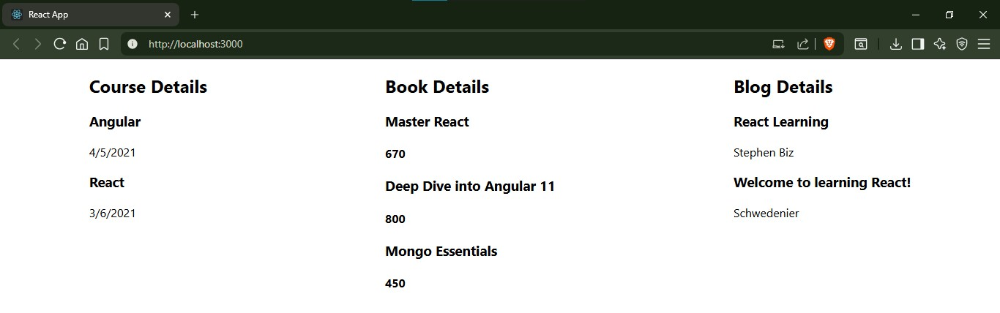 React App
http://localhost:3000
Course Details
Angular
4/5/2021
React
3/6/2021
Book Details
Master React
670
Deep Dive into Angular 11
800
Mongo Essentials
450
Blog Details
React Learning
Stephen Biz
Welcome to learning React!
Schwedenier